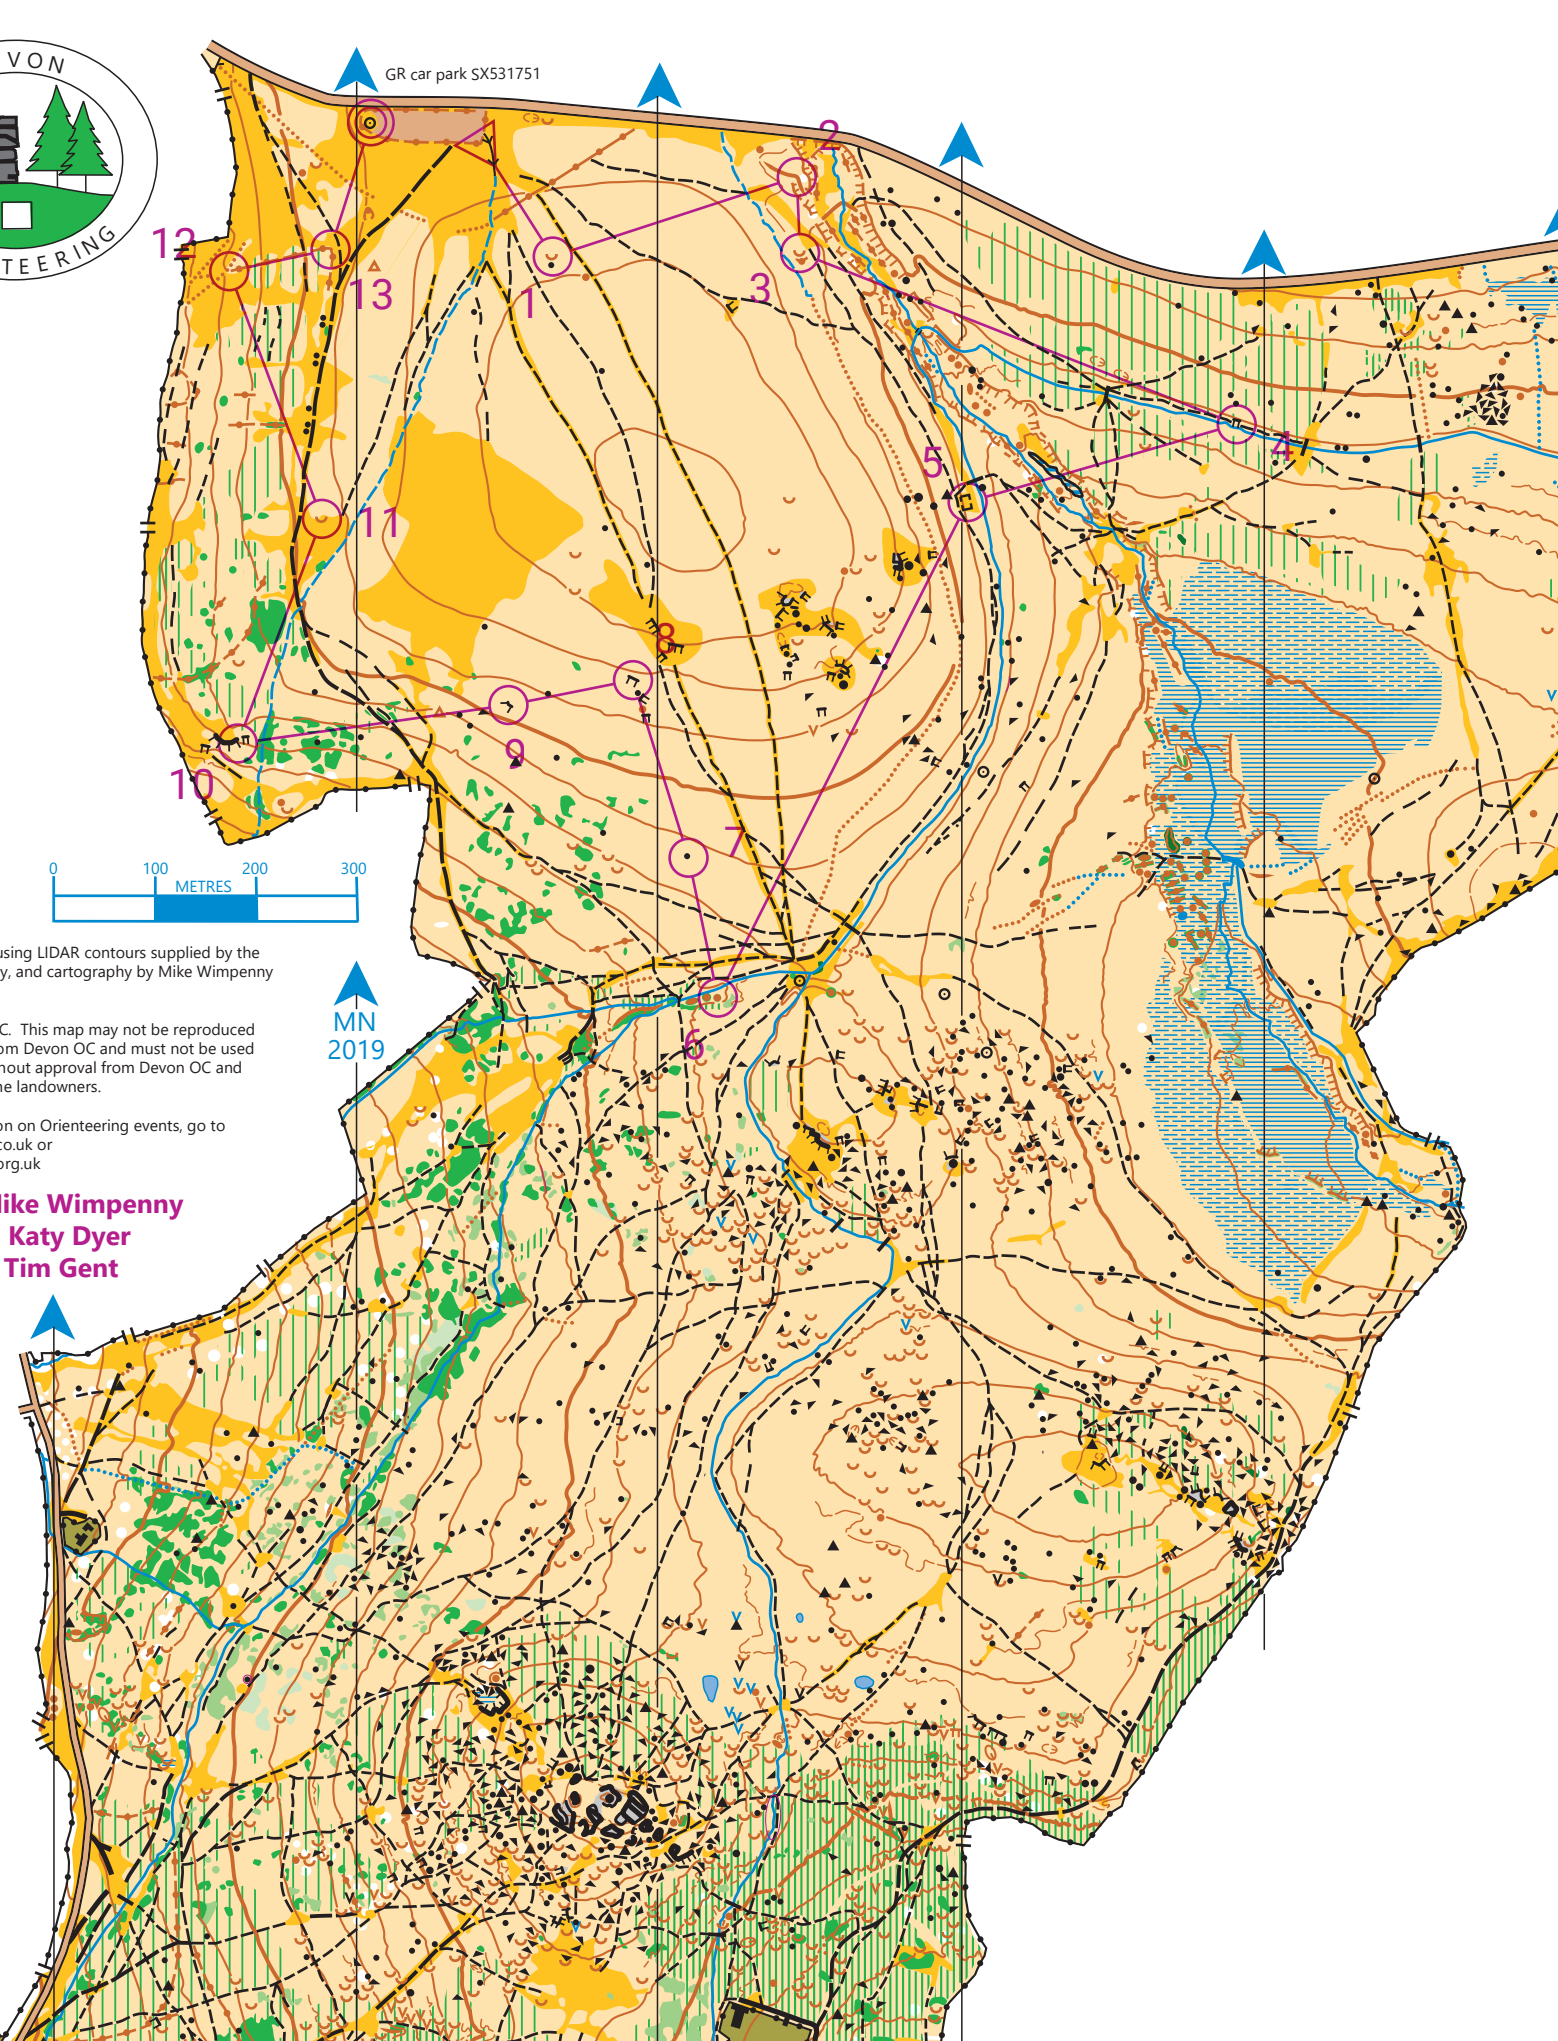 VON
TEERING
GR car park SX531751
2
12
13
1
3
4
5
11
8
9
10
7
6
0 100 200 300
METRES
using LIDAR contours supplied by the
y, and cartography by Mike Wimpenny
MN
2019
C. This map may not be reproduced
om Devon OC and must not be used
hout approval from Devon OC and
he landowners.
on on Orienteering events, go to
co.uk or
org.uk
like Wimpenny
Katy Dyer
Tim Gent